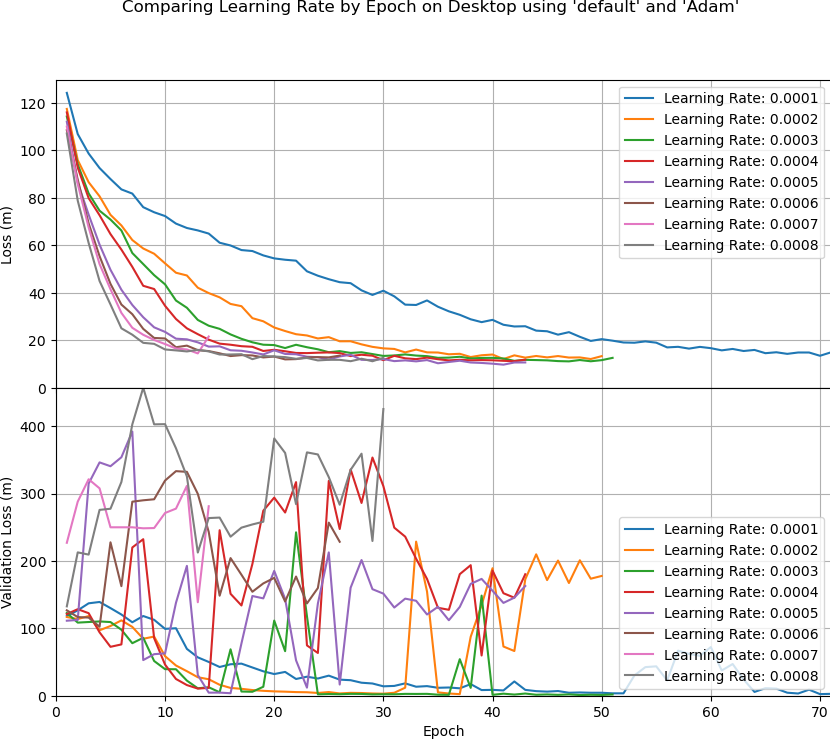 Comparing Learning Rate by Epoch on Desktop using 'default' and 'Adam'
120
100
80
60
40
20
0
Loss (m)
Learning Rate: 0.0001
Learning Rate: 0.0002
Learning Rate: 0.0003
Learning Rate: 0.0004
Learning Rate: 0.0005
Learning Rate: 0.0006
Learning Rate: 0.0007
Learning Rate: 0.0008
400
300
200
100
0
Validation Loss (m)
Learning Rate: 0.0001
Learning Rate: 0.0002
Learning Rate: 0.0003
Learning Rate: 0.0004
Learning Rate: 0.0005
Learning Rate: 0.0006
Learning Rate: 0.0007
Learning Rate: 0.0008
0 10 20 30 40 50 60 70
Epoch